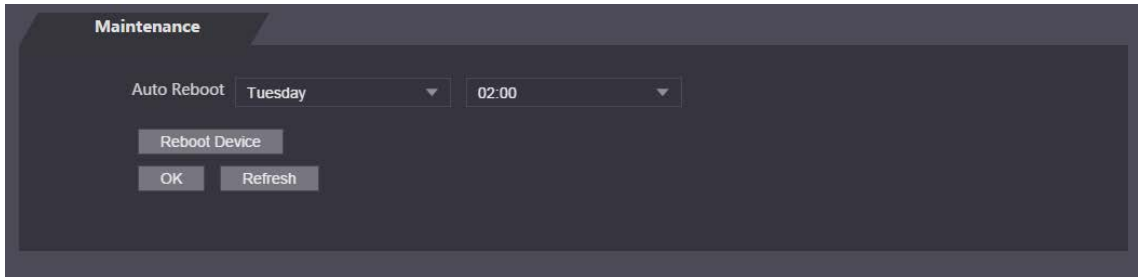 Maintenance
Auto Reboot Tuesday 02:00
Reboot Device
OK Refresh